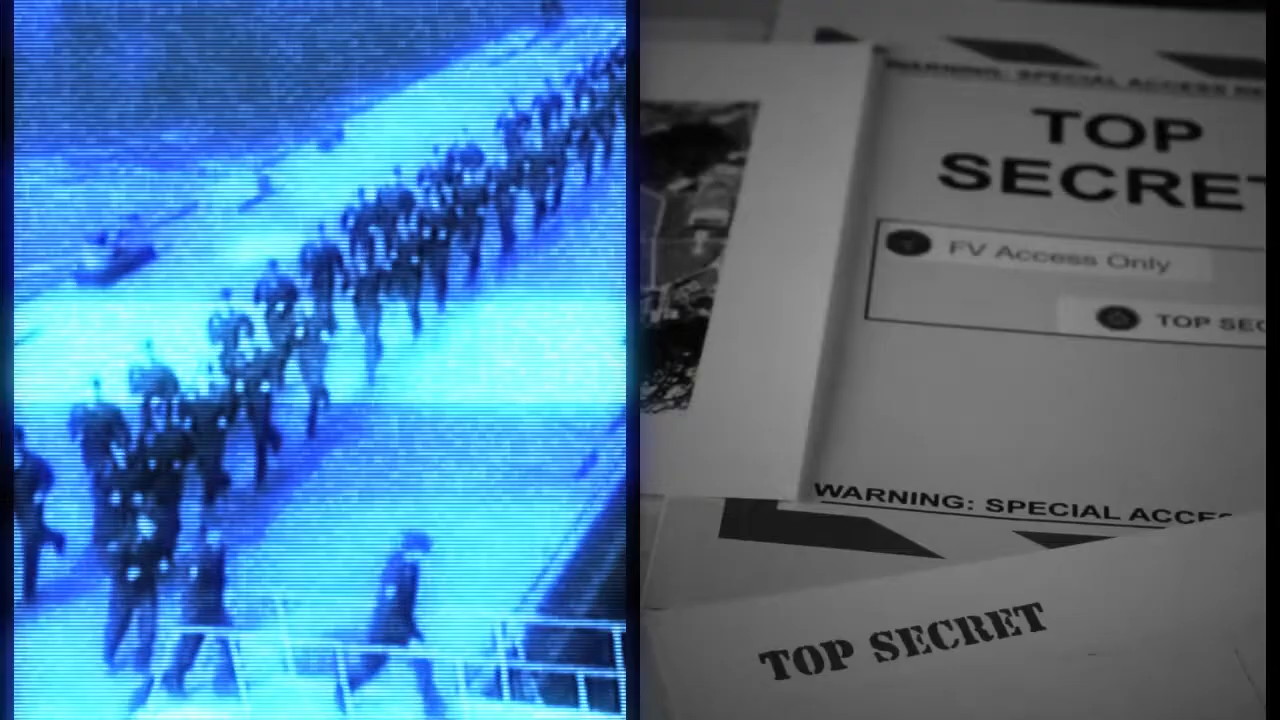 WARNING: SPECIAL ACCESS
TOP
SECRET
FV Access Only
TOP SEC
WARNING: SPECIAL ACCES
TOP SECRET